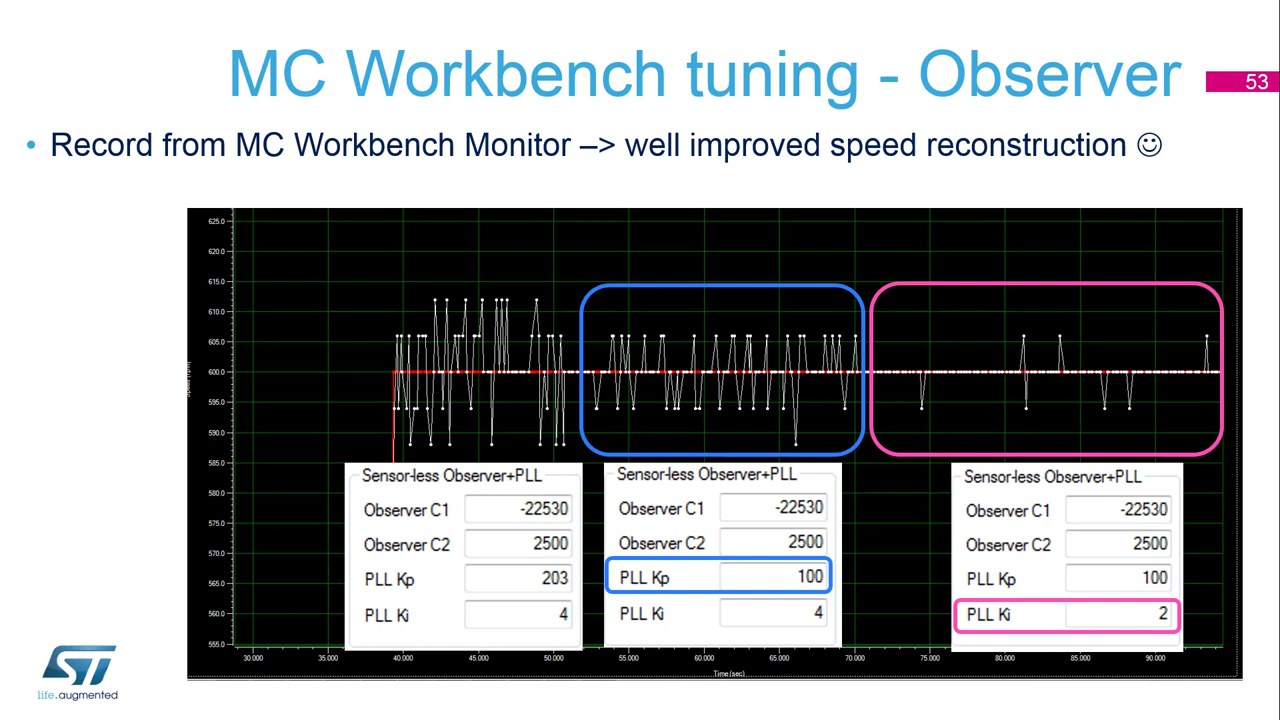 MC Workbench tuning - Observer
53
• Record from MC Workbench Monitor –> well improved speed reconstruction ☺
625.0
620.0
615.0
610.0
605.0
600.0
595.0
590.0
585.0
580.0
575.0
570.0
565.0
560.0
555.0
Sensor-less Observer+PLL
Observer C1 -22530
Observer C2 2500
PLL Kp 203
PLL Ki 4
Sensor-less Observer+PLL
Observer C1 -22530
Observer C2 2500
PLL Kp 100
PLL Ki 4
Sensor-less Observer+PLL
Observer C1 -22530
Observer C2 2500
PLL Kp 100
PLL Ki 2
30.000 35.000 40.000 45.000 50.000 55.000 60.000 65.000 70.000 75.000 80.000 85.000 90.000
Time (sec)
ST
life.augmented